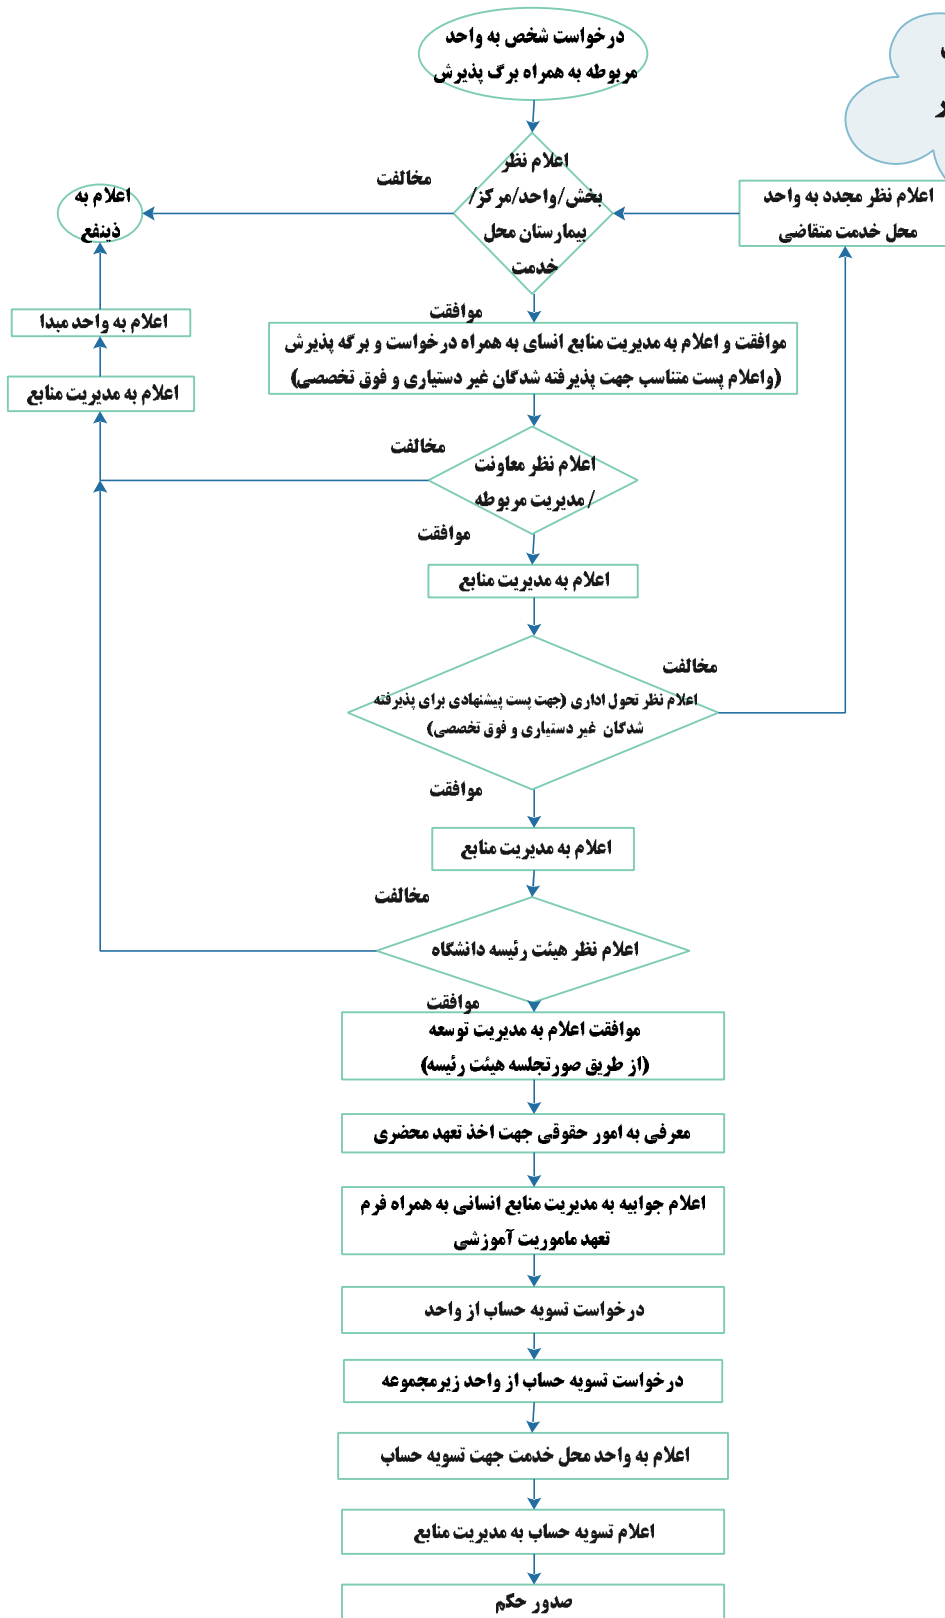 درخواست شخص به واحد
مربوطه به همراه برگ پذیرش
اعلام نظر
بخش/واحد/مرکز/
بیمارستان محل
خدمت
مخالفت
اعلام به
ذینفع
اعلام نظر مجدد به واحد
محل خدمت متقاضی
موافقت
اعلام به واحد مبدا
موافقت و اعلام به مدیریت منابع انسای به همراه درخواست و برگه پذیرش
(واعلام پست متناسب جهت پذیرفته شدگان غیر دستیاری و فوق تخصصی)
اعلام به مدیریت منابع
مخالفت
اعلام نظر معاونت
/ مدیریت مربوطه
موافقت
اعلام به مدیریت منابع
مخالفت
اعلام نظر تحول اداری (جهت پست پیشنهادی برای پذیرفته
شدگان غیر دستیاری و فوق تخصصی)
موافقت
اعلام به مدیریت منابع
مخالفت
اعلام نظر هیئت رئیسه دانشگاه
موافقت
موافقت اعلام به مدیریت توسعه
(از طریق صورتجلسه هیئت رئیسه)
معرفی به امور حقوقی جهت اخذ تعهد محضری
اعلام جوابیه به مدیریت منابع انسانی به همراه فرم
تعهد ماموریت آموزشی
درخواست تسویه حساب از واحد
درخواست تسویه حساب از واحد زیرمجموعه
اعلام به واحد محل خدمت جهت تسویه حساب
اعلام تسویه حساب به مدیریت منابع
صدور حکم